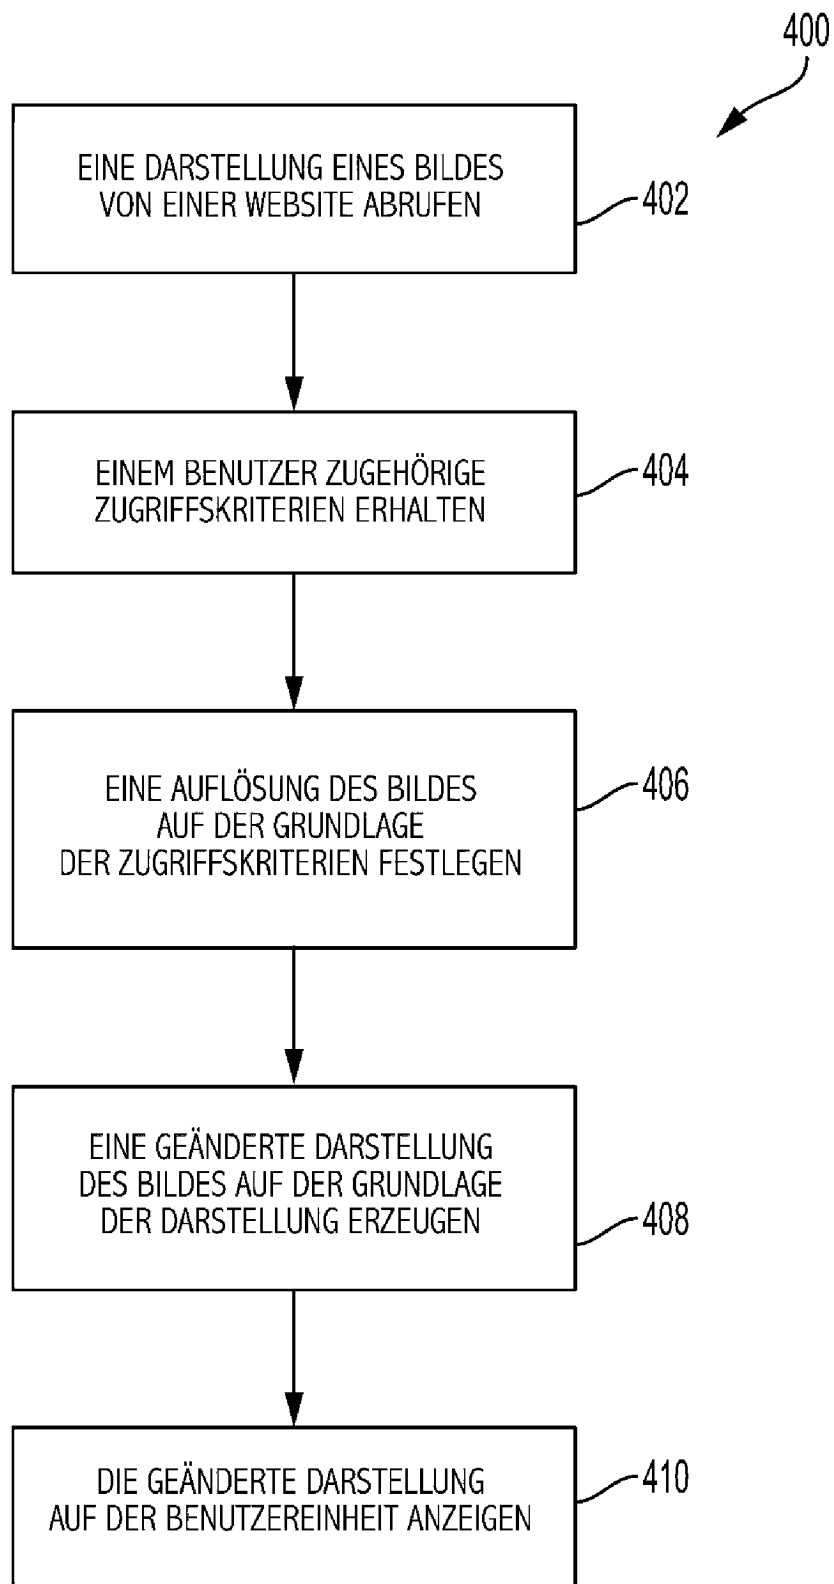 400
EINE DARSTELLUNG EINES BILDES
VON EINER WEBSITE ABRUFEN
402
EINEM BENUTZER ZUGEHÖRIGE
ZUGRIFFSKRITERIEN ERHALTEN
404
EINE AUFLÖSUNG DES BILDES
AUF DER GRUNDLAGE
DER ZUGRIFFSKRITERIEN FESTLEGEN
406
EINE GEÄNDERTE DARSTELLUNG
DES BILDES AUF DER GRUNDLAGE
DER DARSTELLUNG ERZEUGEN
408
DIE GEÄNDERTE DARSTELLUNG
AUF DER BENUTZEREINHEIT ANZEIGEN
410